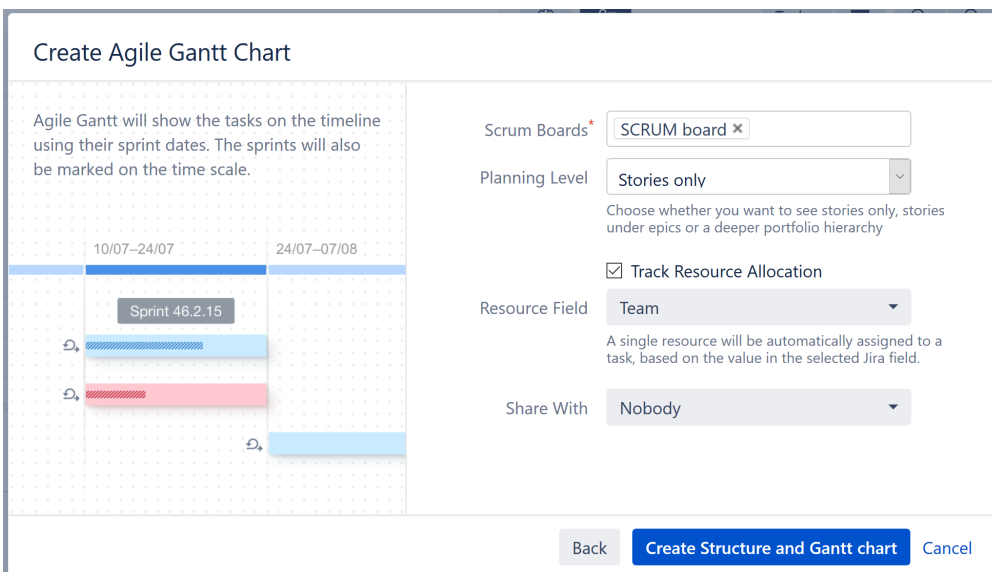 Create Agile Gantt Chart
Agile Gantt will show the tasks on the timeline
using their sprint dates. The sprints will also
be marked on the time scale.
10/07–24/07
24/07–07/08
Sprint 46.2.15
Scrum Boards*
SCRUM board ×
Planning Level
Stories only
Choose whether you want to see stories only, stories
under epics or a deeper portfolio hierarchy
Track Resource Allocation
Resource Field
Team
A single resource will be automatically assigned to a
task, based on the value in the selected Jira field.
Share With
Nobody
Back
Create Structure and Gantt chart
Cancel